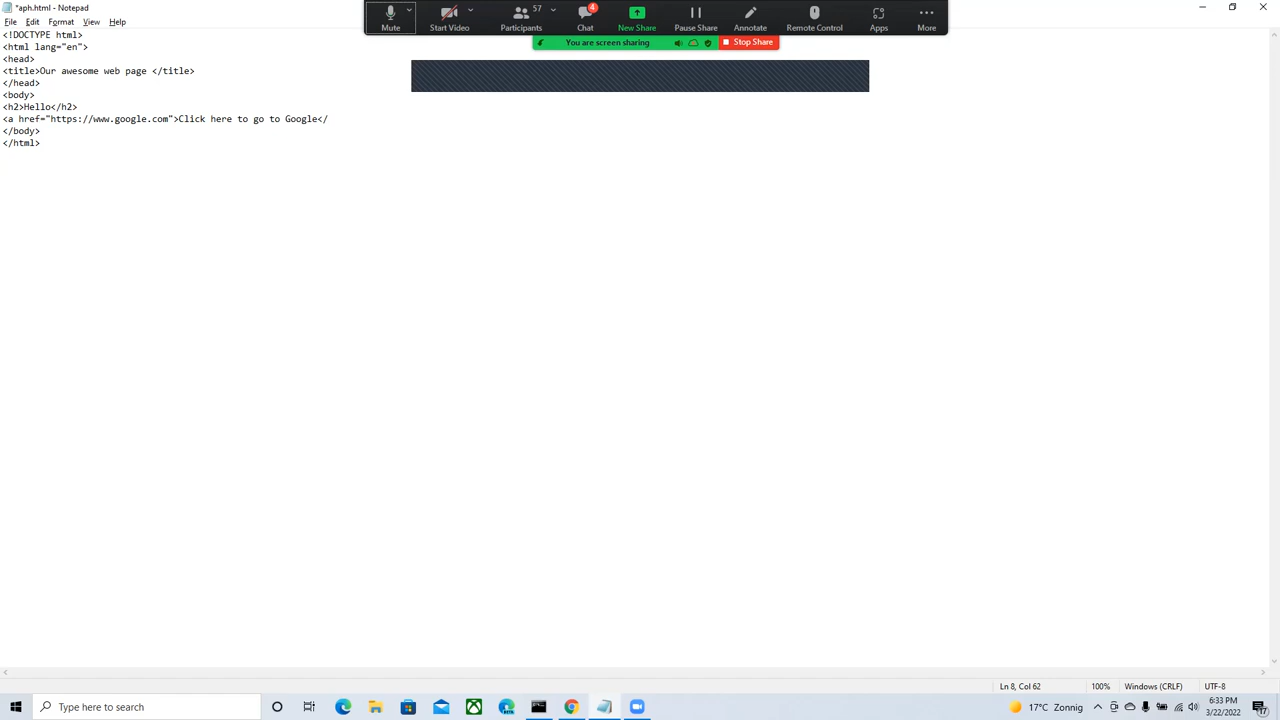 *aph.html - Notepad
File Edit Format View Help
<!DOCTYPE html>
<html lang="en">
<head>
<title>Our awesome web page </title>
</head>
<body>
<h2>Hello</h2>
<a href="https://www.google.com">Click here to go to Google</
</body>
</html>
Mute Start Video 57 Participants 4 Chat New Share Pause Share Annotate Remote Control Apps More
You are screen sharing Stop Share
Ln 8, Col 62 100% Windows (CRLF) UTF-8
Type here to search
17°C Zonnig
6:33 PM
3/22/2022
17